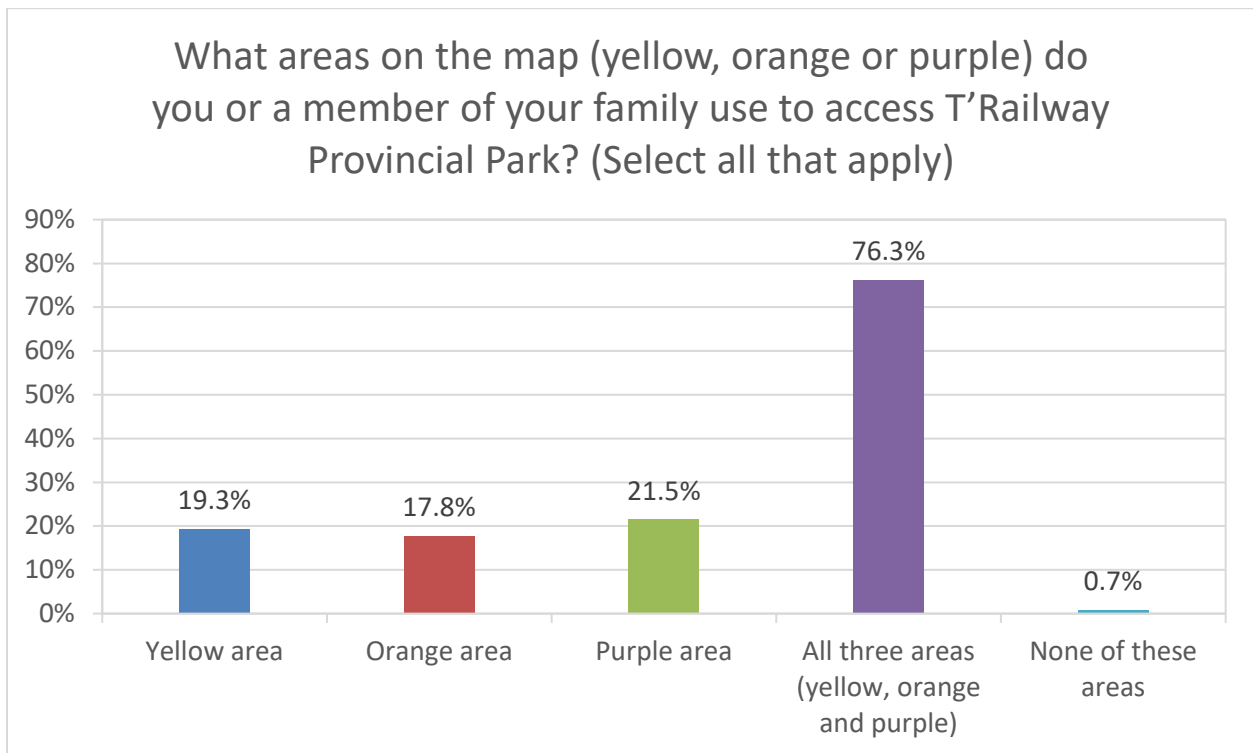 What areas on the map (yellow, orange or purple) do
you or a member of your family use to access T’Railway
Provincial Park? (Select all that apply)
90%
80%
70%
60%
50%
40%
30%
20%
10%
0%
19.3%
17.8%
21.5%
76.3%
0.7%
Yellow area
Orange area
Purple area
All three areas
(yellow, orange
and purple)
None of these
areas